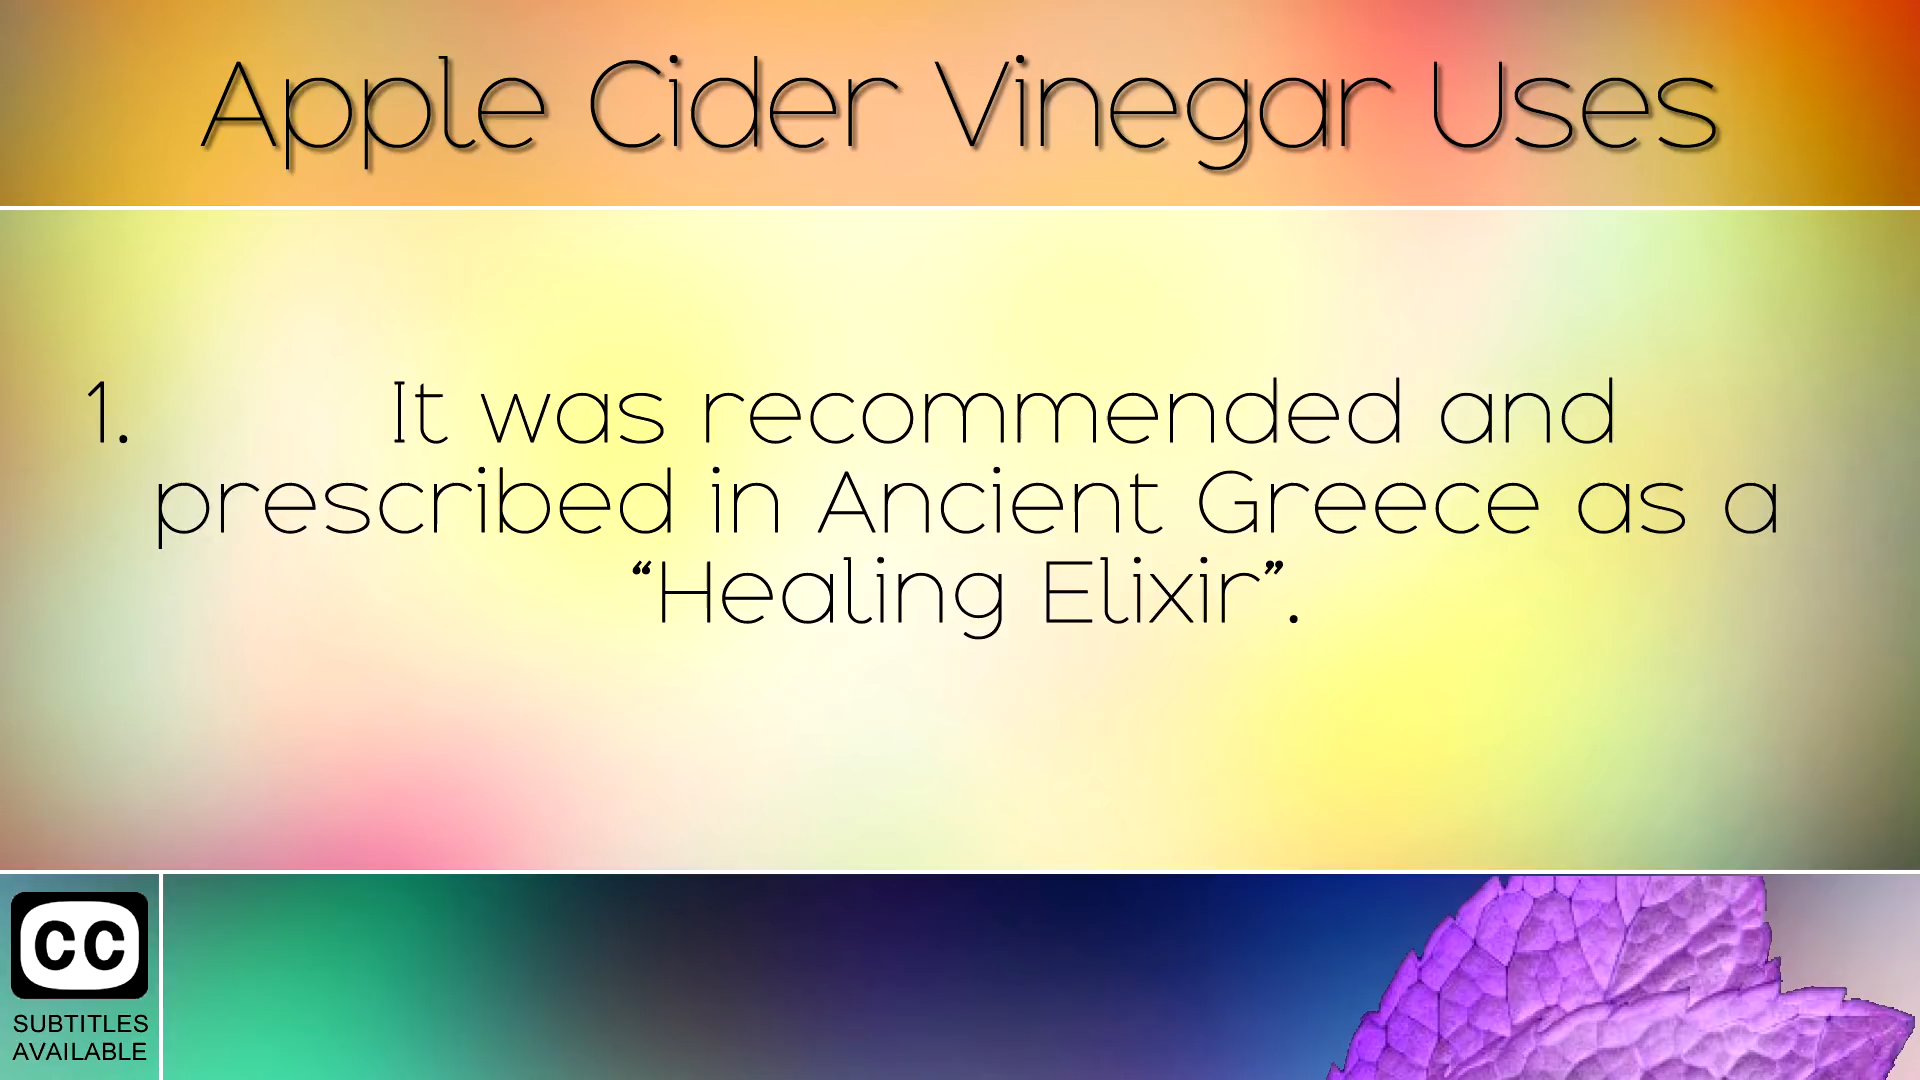 Apple Cider Vinegar Uses
1. It was recommended and
prescribed in Ancient Greece as a
“Healing Elixir”.
CC
SUBTITLES
AVAILABLE